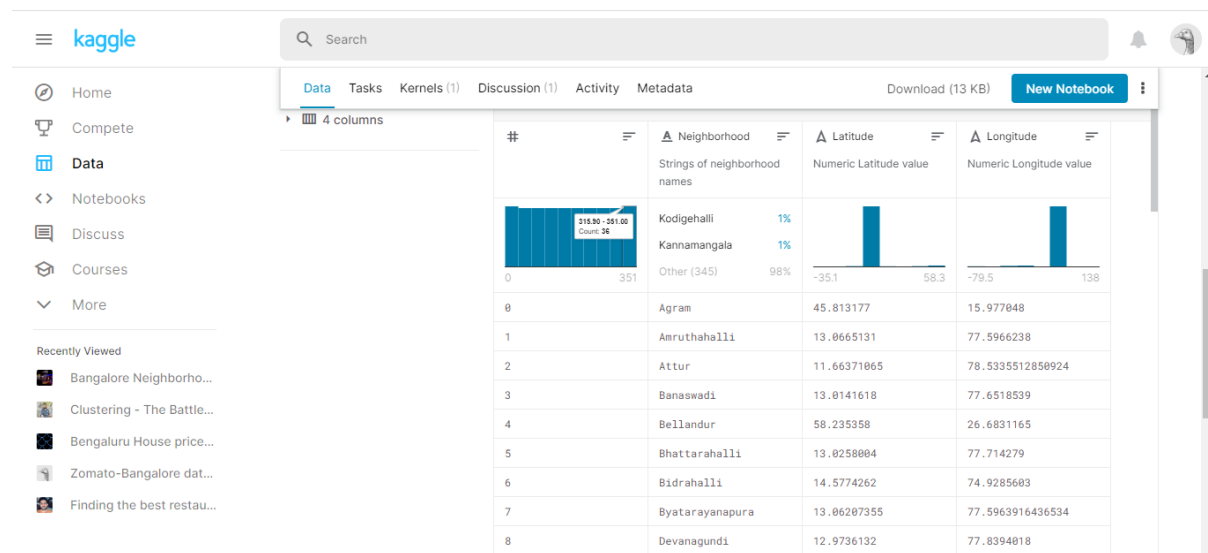 kaggle
Search
Home
Compete
Data
Notebooks
Discuss
Courses
More
Recently Viewed
Bangalore Neighborho...
Clustering - The Battle...
Bengaluru House price...
Zomato-Bangalore dat...
Finding the best restau...
Data Tasks Kernels (1) Discussion (1) Activity Metadata Download (13 KB) New Notebook
4 columns
# A Neighborhood Latitude Longitude
Strings of neighborhood names Numeric Latitude value Numeric Longitude value
315.90 - 351.00
Count: 36
0 351
Kodigehalli 1%
Kannamangala 1%
Other (345) 98%
-35.1 58.3
-79.5 138
0 Agram 45.813177 15.977048
1 Amruthahalli 13.0665131 77.5966238
2 Attur 11.66371065 78.5335512850924
3 Banaswadi 13.0141618 77.6518539
4 Bellandur 58.235358 26.6831165
5 Bhattarahalli 13.0258004 77.714279
6 Bidrahalli 14.5774262 74.9285603
7 Byatarayanapura 13.06207355 77.5963916436534
8 Devanagundi 12.9736132 77.8394018